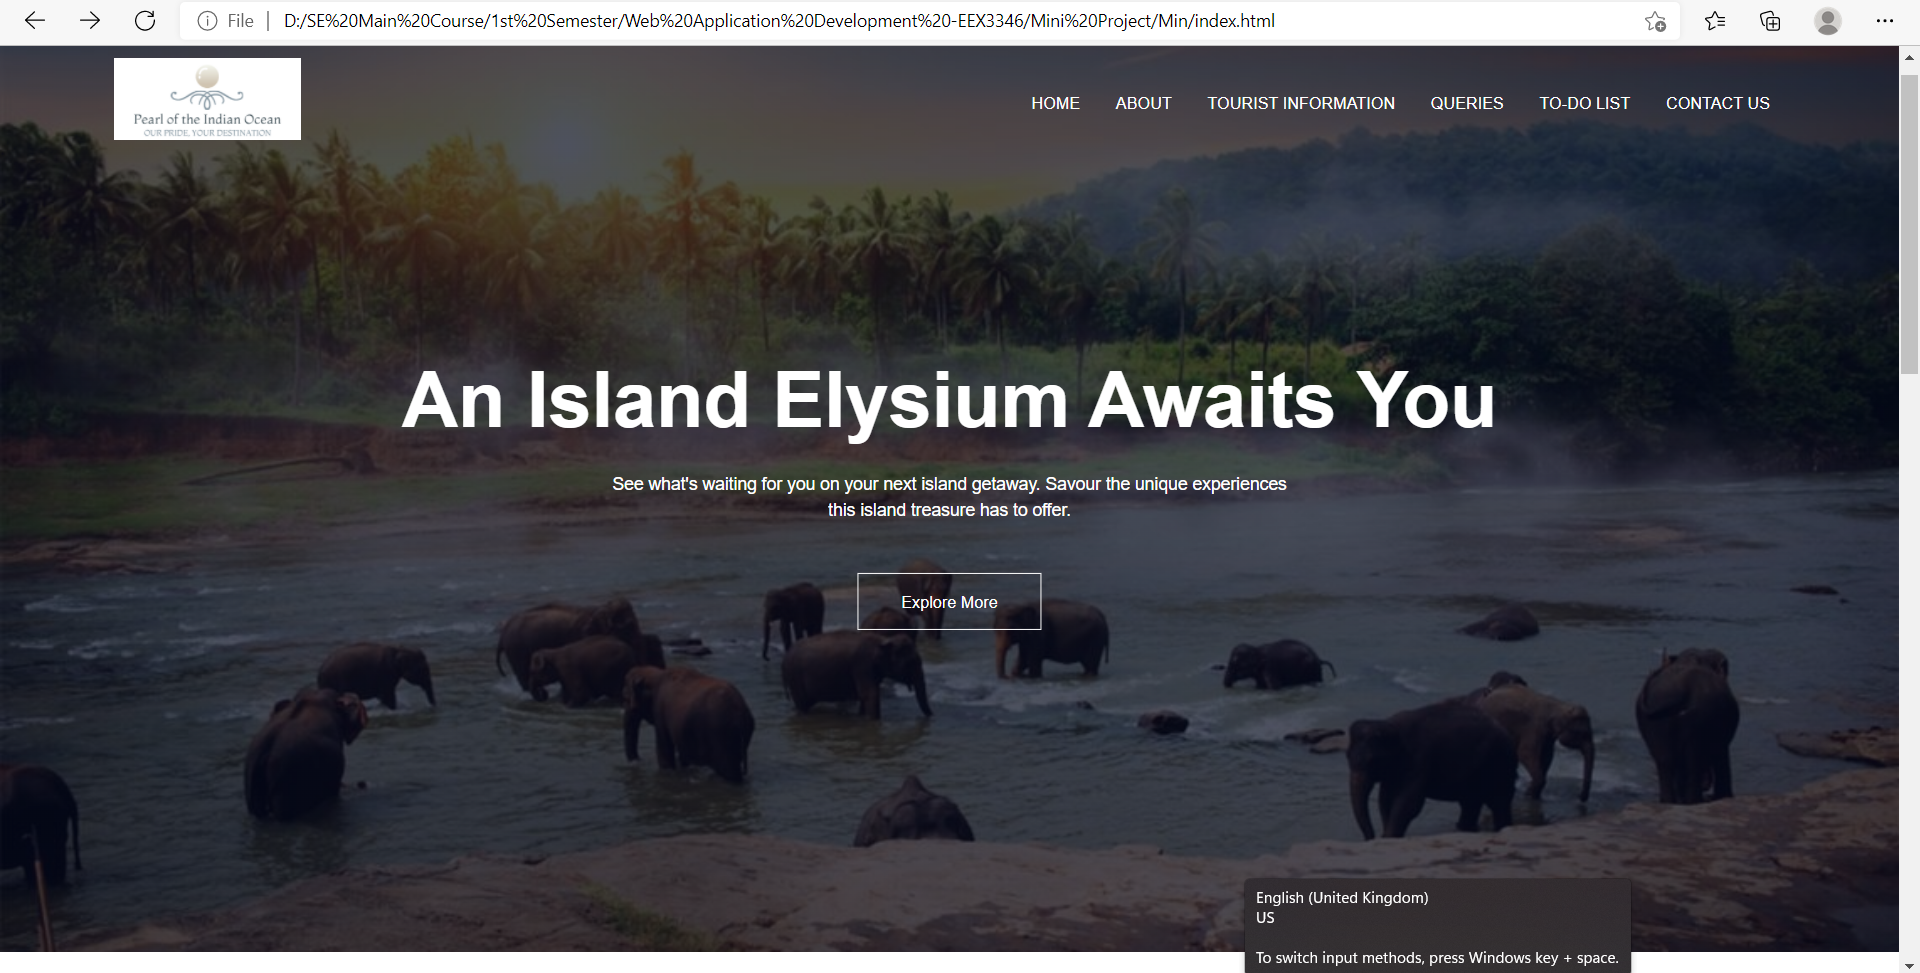 File
D:/SE%20Main%20Course/1st%20Semester/Web%20Application%20Development%20-EEX3346/Mini%20Project/Min/index.html
Pearl of the Indian Ocean
OUR PRIDE, YOUR DESTINATION
HOME ABOUT TOURIST INFORMATION QUERIES TO-DO LIST CONTACT US
An Island Elysium Awaits You
See what's waiting for you on your next island getaway. Savour the unique experiences
this island treasure has to offer.
Explore More
English (United Kingdom)
US
To switch input methods, press Windows key + space.